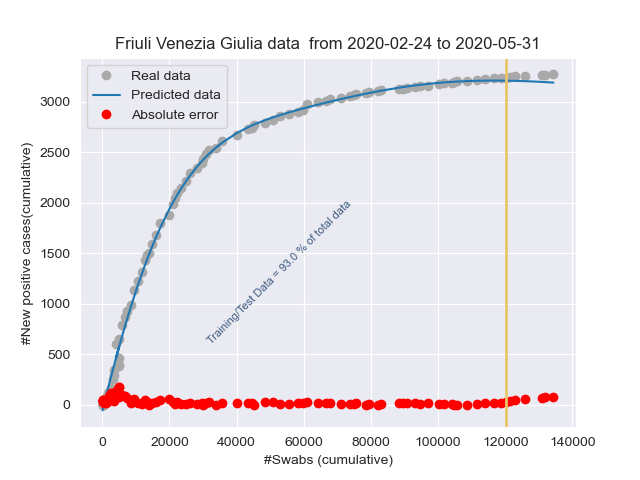 Friuli Venezia Giulia data  from 2020-02-24 to 2020-05-31
Real data
Predicted data
Absolute error
#New positive cases(cumulative)
3000
2500
2000
1500
1000
500
0
Training/Test Data = 93.0 % of total data
0
20000
40000
60000
80000
100000
120000
140000
#Swabs (cumulative)